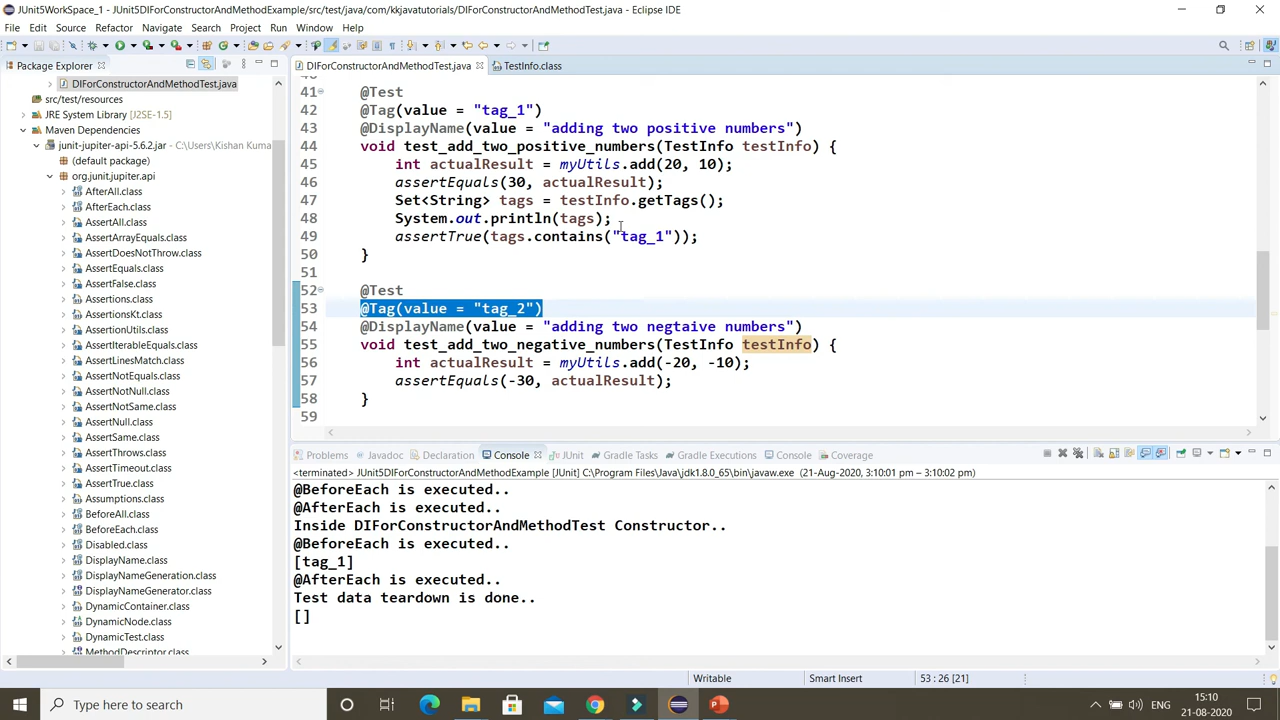 JUnit5WorkSpace_1 - JUnit5DIForConstructorAndMethodExample/src/test/java/com/kkjavatutorials/DIForConstructorAndMethodTest.java - Eclipse IDE
File Edit Source Refactor Navigate Search Project Run Window Help
Package Explorer
DIForConstructorAndMethodTest.java
src/test/resources
JRE System Library [J2SE-1.5]
Maven Dependencies
junit-jupiter-api-5.6.2.jar - C:\Users\Kishan Kuma
(default package)
org.junit.jupiter.api
AfterAll.class
AfterEach.class
AssertAll.class
AssertArrayEquals.class
AssertDoesNotThrow.class
AssertEquals.class
AssertFalse.class
Assertions.class
AssertionsKt.class
AssertionUtils.class
AssertIterableEquals.class
AssertLinesMatch.class
AssertNotEquals.class
AssertNotNull.class
AssertNotSame.class
AssertNull.class
AssertSame.class
AssertThrows.class
AssertTimeout.class
AssertTrue.class
Assumptions.class
BeforeAll.class
BeforeEach.class
Disabled.class
DisplayName.class
DisplayNameGeneration.class
DisplayNameGenerator.class
DynamicContainer.class
DynamicNode.class
DynamicTest.class
MethodDescriptor.class
DIForConstructorAndMethodTest.java TestInfo.class
41 @Test
42 @Tag(value = "tag_1")
43 @DisplayName(value = "adding two positive numbers")
44 void test_add_two_positive_numbers(TestInfo testInfo) {
45 int actualResult = myUtils.add(20, 10);
46 assertEquals(30, actualResult);
47 Set<String> tags = testInfo.getTags();
48 System.out.println(tags);
49 assertTrue(tags.contains("tag_1"));
50 }
51
52 @Test
53 @Tag(value = "tag_2")
54 @DisplayName(value = "adding two negtaive numbers")
55 void test_add_two_negative_numbers(TestInfo testInfo) {
56 int actualResult = myUtils.add(-20, -10);
57 assertEquals(-30, actualResult);
58 }
59
Problems Javadoc Declaration Console JUnit Gradle Tasks Gradle Executions Console Coverage
<terminated> JUnit5DIForConstructorAndMethodExample [JUnit] C:\Program Files\Java\jdk1.8.0_65\bin\javaw.exe (21-Aug-2020, 3:10:01 pm – 3:10:02 pm)
@BeforeEach is executed..
@AfterEach is executed..
Inside DIForConstructorAndMethodTest Constructor..
@BeforeEach is executed..
[tag_1]
@AfterEach is executed..
Test data teardown is done..
[]
Writable Smart Insert 53 : 26 [21]
Type here to search
15:10
21-08-2020